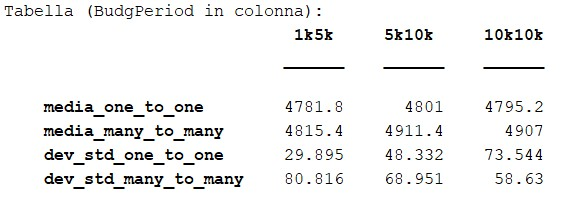 Tabella (BudgPeriod in colonna):
1k5k 5k10k 10k10k
media_one_to_one 4781.8 4801 4795.2
media_many_to_many 4815.4 4911.4 4907
dev_std_one_to_one 29.895 48.332 73.544
dev_std_many_to_many 80.816 68.951 58.63